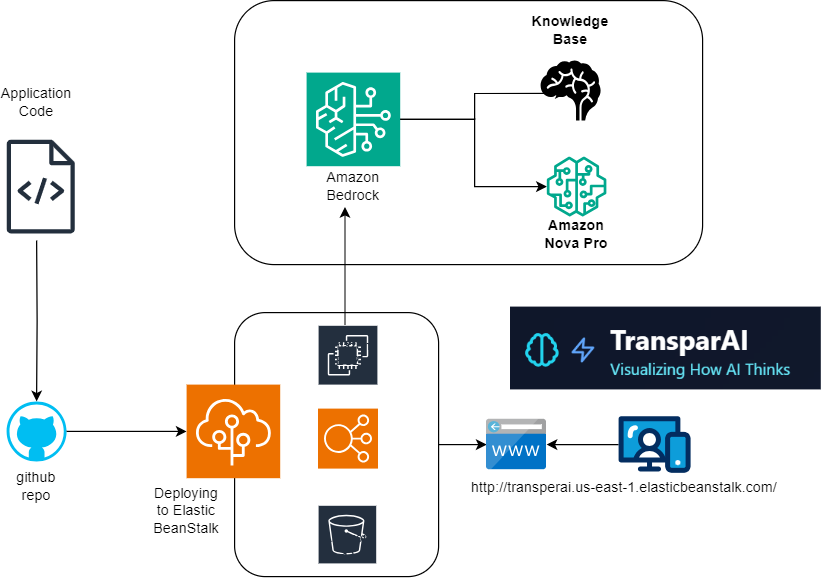 Knowledge
Base
Application
Code
Amazon
Bedrock
Amazon
Nova Pro
TransparAI
Visualizing How AI Thinks
WWW
github
repo
Deploying
to Elastic
BeanStalk
http://transperai.us-east-1.elasticbeanstalk.com/